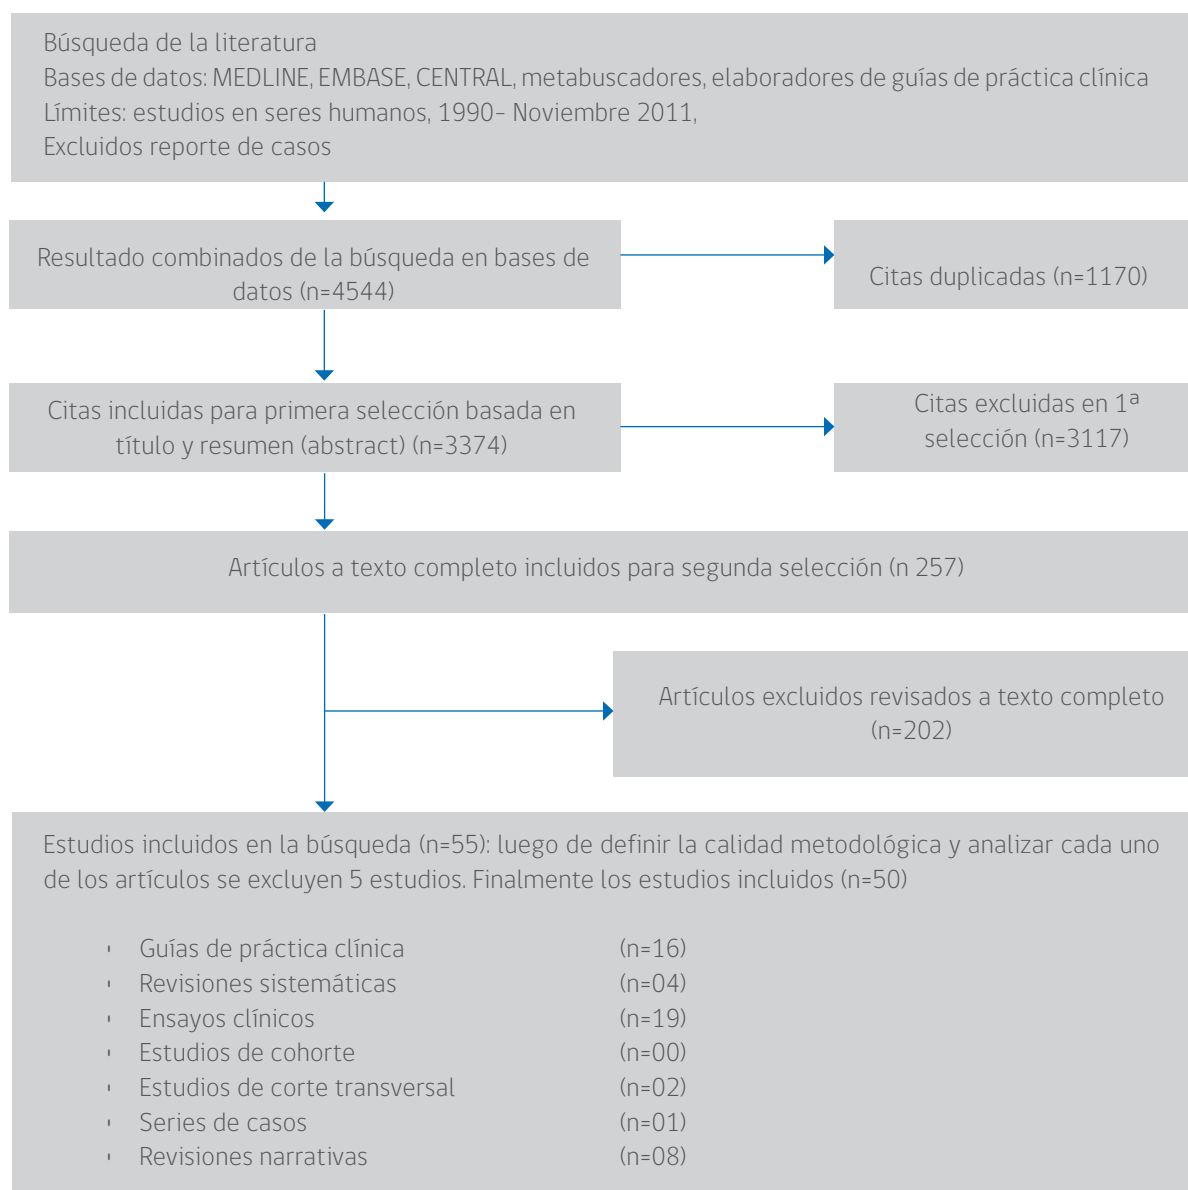 Búsqueda de la literatura
Bases de datos: MEDLINE, EMBASE, CENTRAL, metabuscadores, elaboradores de guías de práctica clínica
Límites: estudios en seres humanos, 1990- Noviembre 2011,
Excluidos reporte de casos
Resultado combinados de la búsqueda en bases de
datos (n=4544)
Citas duplicadas (n=1170)
Citas incluidas para primera selección basada en
título y resumen (abstract) (n=3374)
Citas excluidas en 1ª
selección (n=3117)
Artículos a texto completo incluidos para segunda selección (n 257)
Artículos excluidos revisados a texto completo
(n=202)
Estudios incluidos en la búsqueda (n=55): luego de definir la calidad metodológica y analizar cada uno
de los artículos se excluyen 5 estudios. Finalmente los estudios incluidos (n=50)
Guías de práctica clínica (n=16)
Revisiones sistemáticas (n=04)
Ensayos clínicos (n=19)
Estudios de cohorte (n=00)
Estudios de corte transversal (n=02)
Series de casos (n=01)
Revisiones narrativas (n=08)